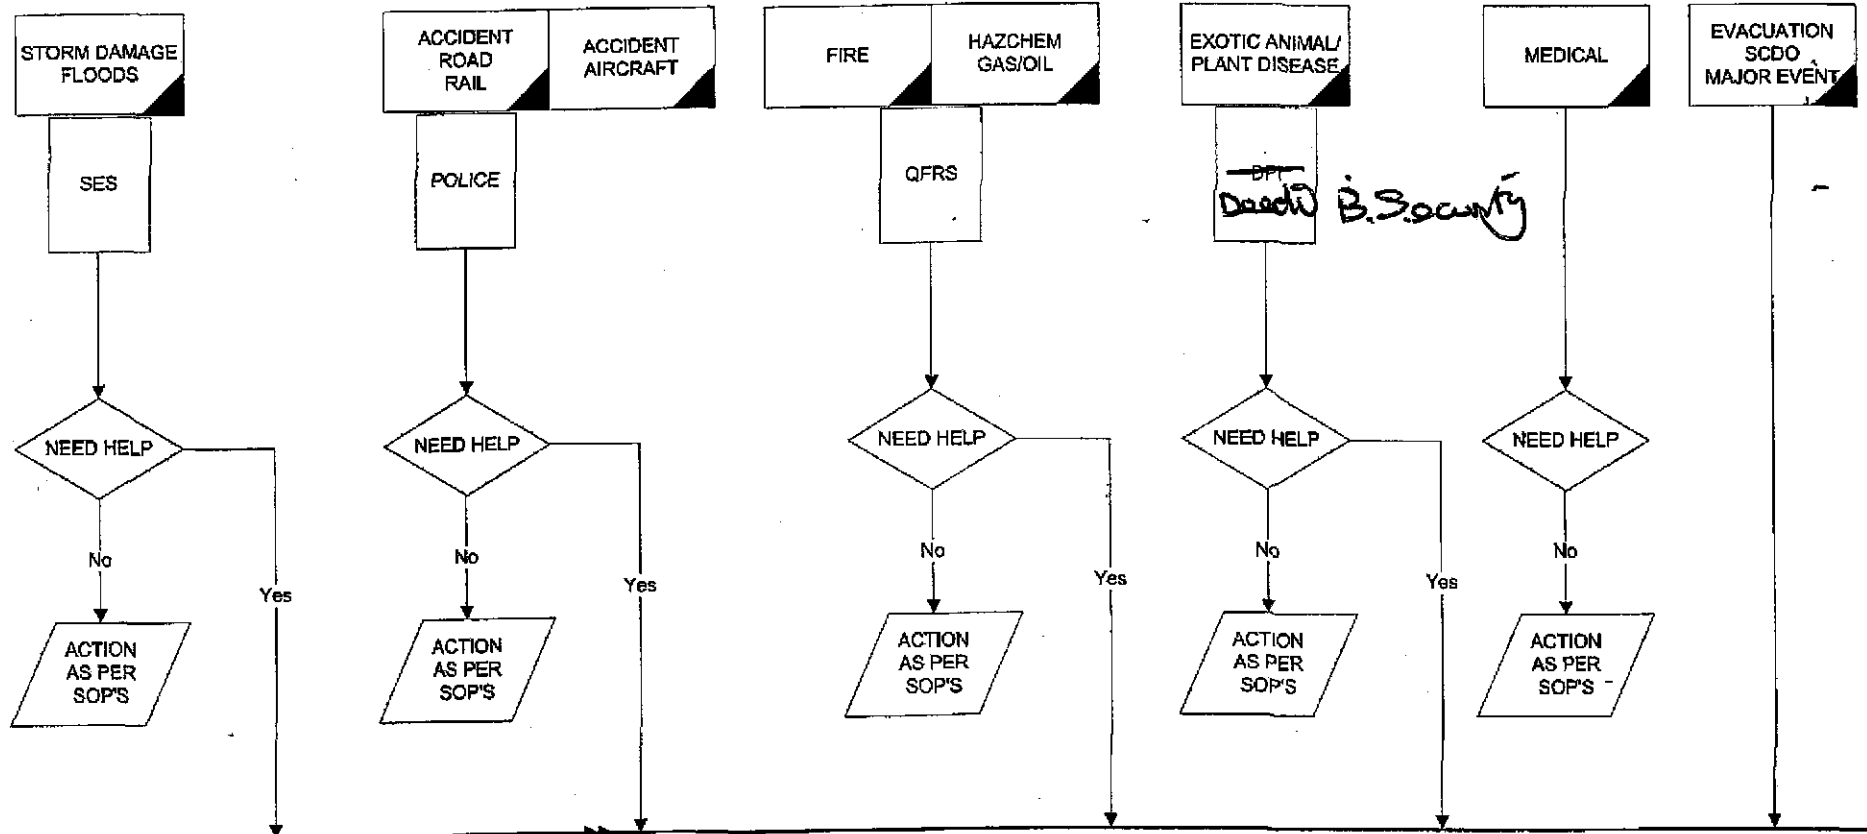 STORM DAMAGE
FLOODS
ACCIDENT
ROAD
RAIL
ACCIDENT
AIRCRAFT
FIRE
HAZCHEM
GAS/OIL
EXOTIC ANIMAL/
PLANT DISEASE
MEDICAL
EVACUATION
SCDO
MAJOR EVENT
SES
POLICE
QFRS
DPI
B.Security
NEED HELP
NEED HELP
NEED HELP
NEED HELP
NEED HELP
No
No
No
No
No
Yes
Yes
Yes
Yes
ACTION
AS PER
SOP'S
ACTION
AS PER
SOP'S
ACTION
AS PER
SOP'S
ACTION
AS PER
SOP'S
ACTION
AS PER
SOP'S